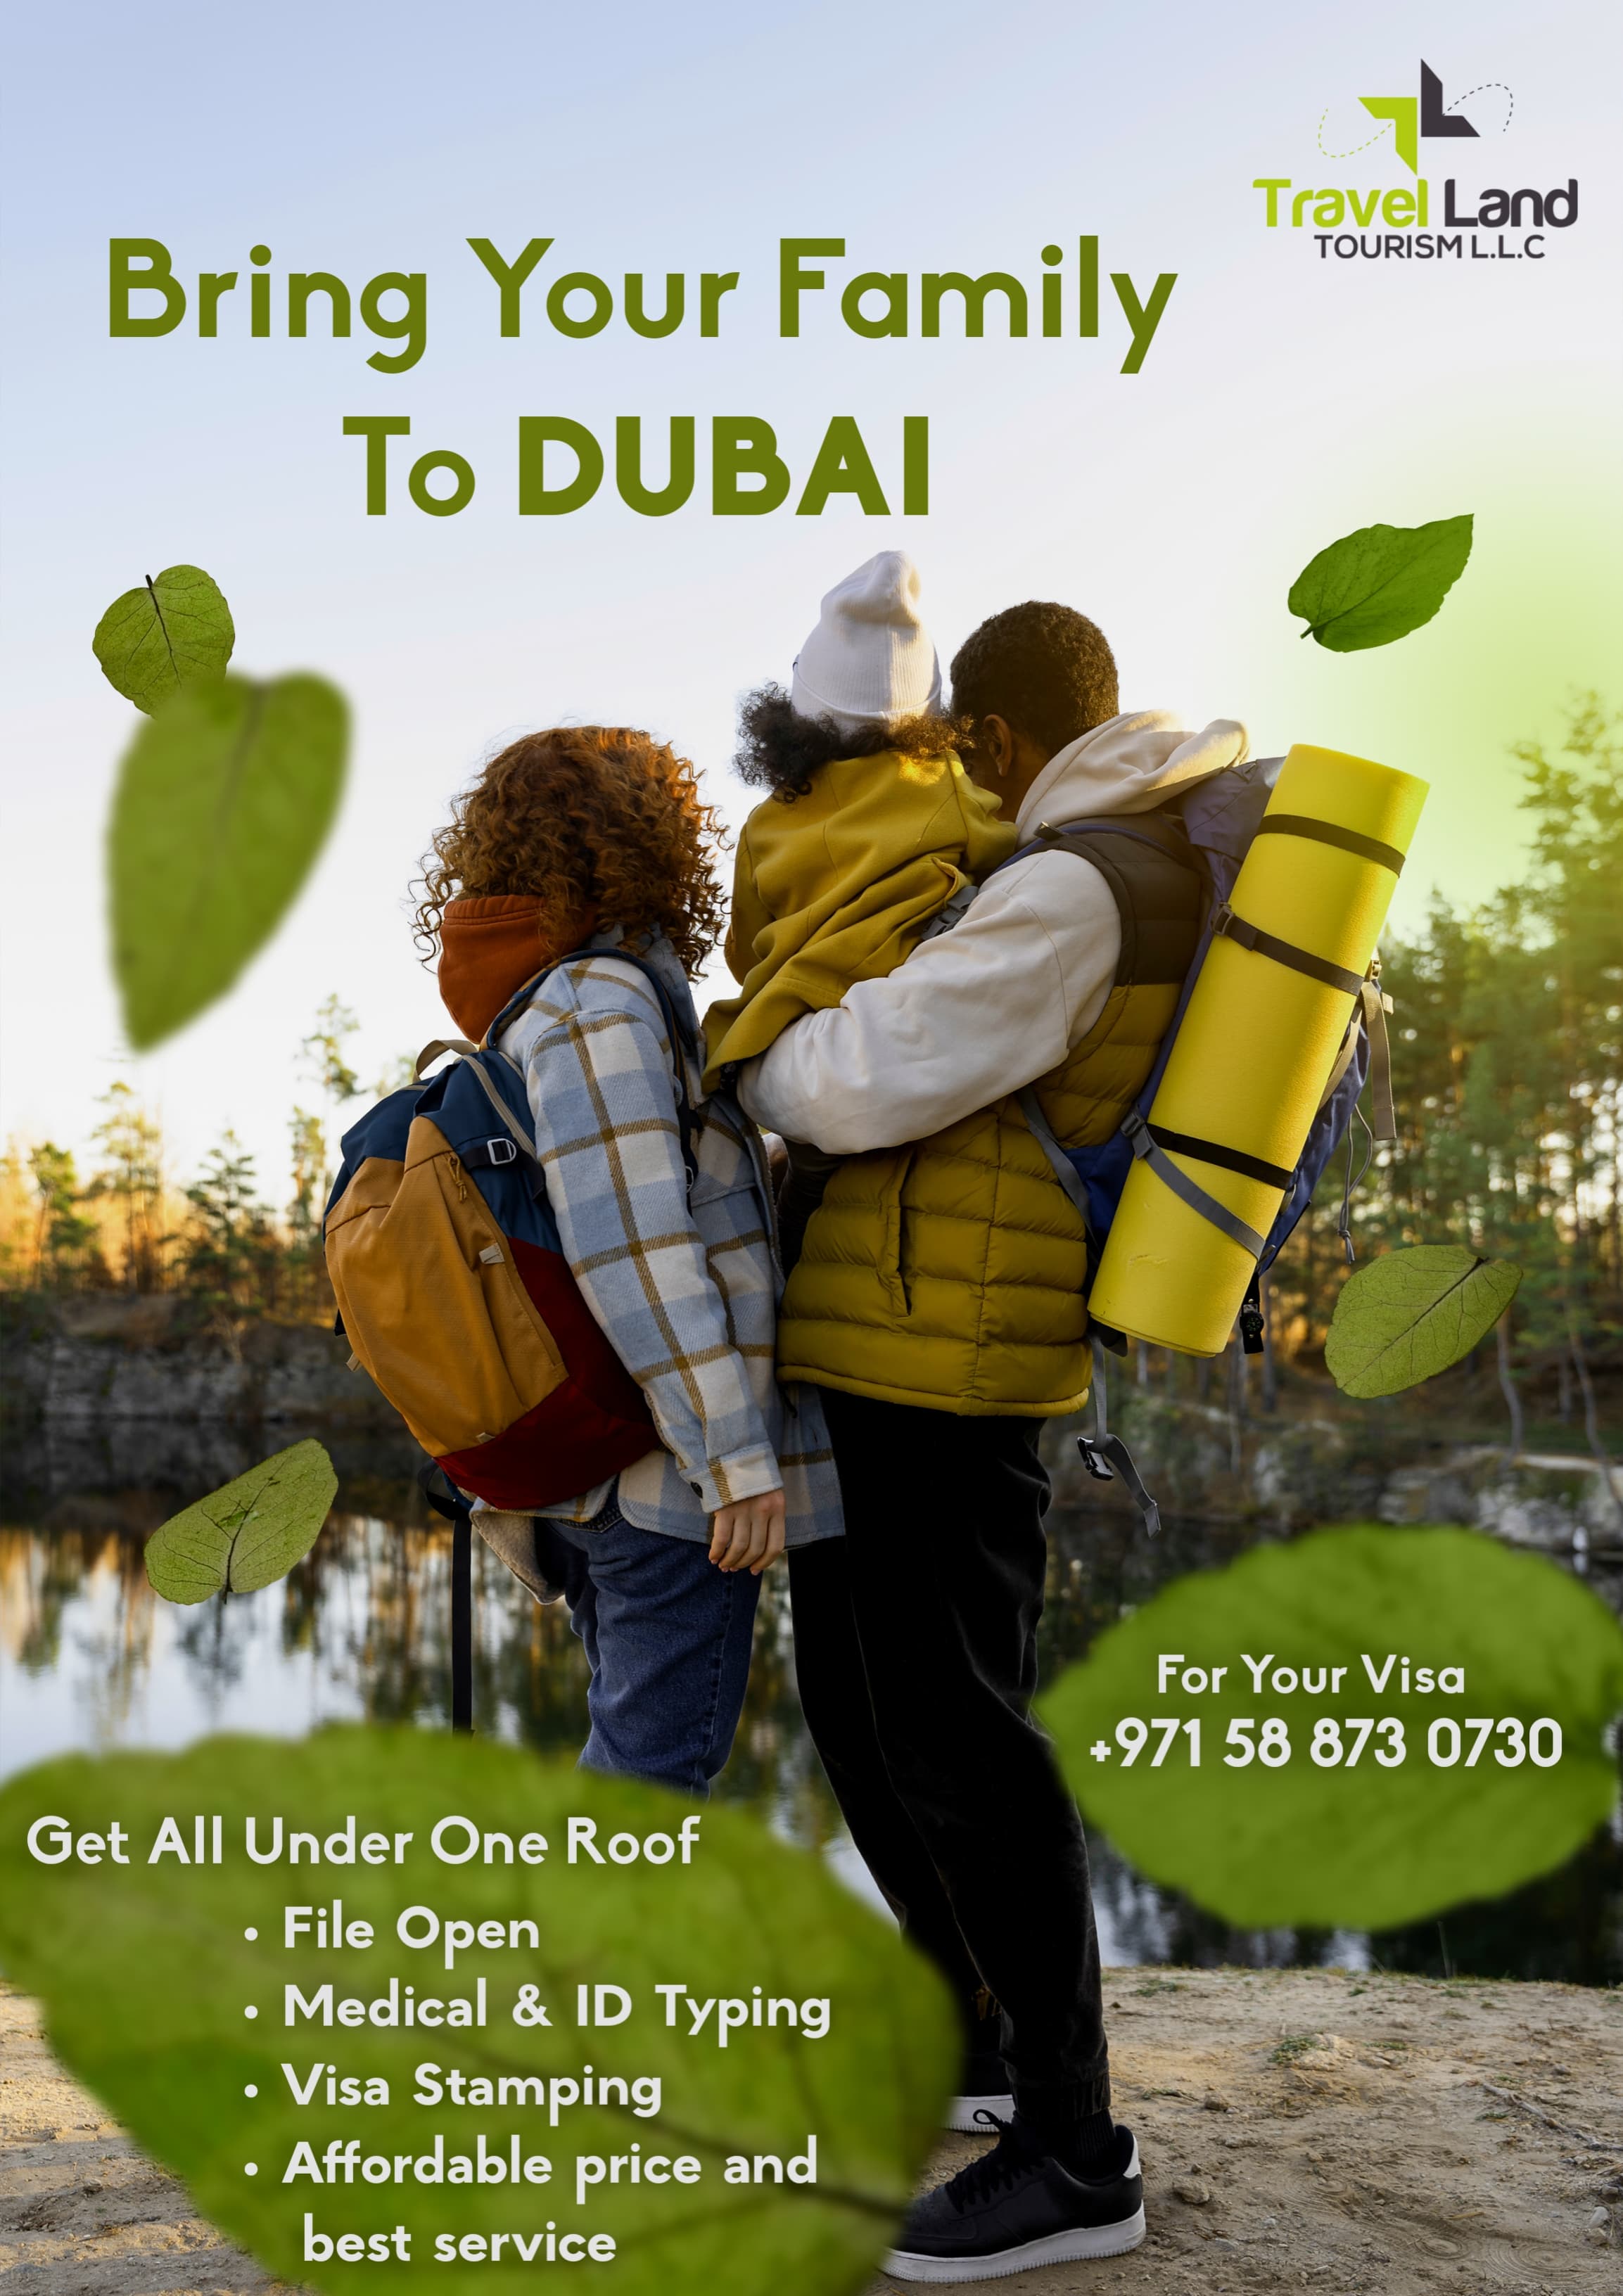 Travel Land
TOURISM L.L.C
Bring Your Family
To DUBAI
For Your Visa
+971 58 873 0730
Get All Under One Roof
• File Open
• Medical & ID Typing
• Visa Stamping
• Affordable price and
best service